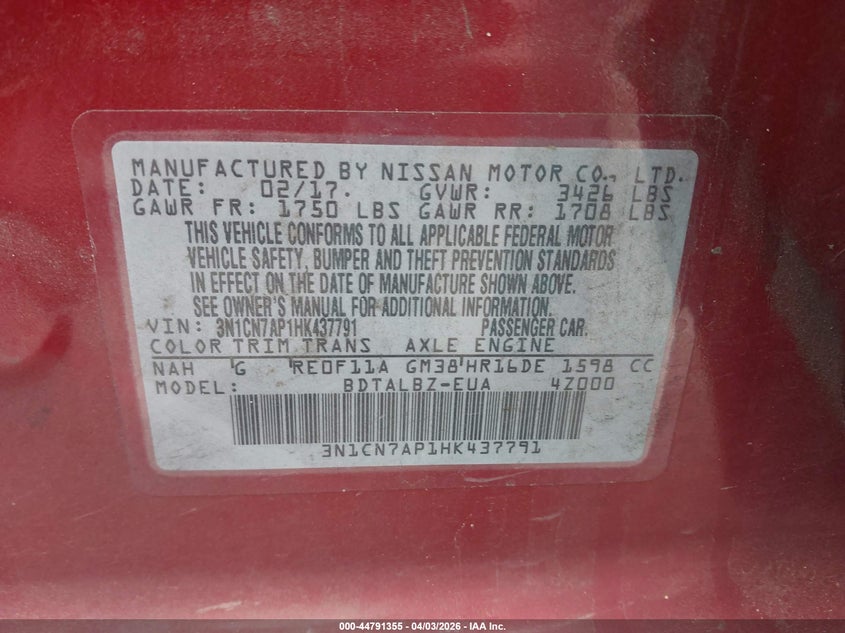 MANUFACTURED BY NISSAN MOTOR CO., LTD.
DATE: 02/17. GVWR: 3426 LBS
GAWR FR: 1750 LBS GAWR RR: 1708 LBS
THIS VEHICLE CONFORMS TO ALL APPLICABLE FEDERAL MOTOR
VEHICLE SAFETY, BUMPER AND THEFT PREVENTION STANDARDS
IN EFFECT ON THE DATE OF MANUFACTURE SHOWN ABOVE.
SEE OWNER'S MANUAL FOR ADDITIONAL INFORMATION
VIN: 3N1CN7AP1HK437791 PASSENGER CAR.
COLOR TRIM TRANS AXLE ENGINE
NAH G RE0F11A GM38 HR16DE 1598 CC
MODEL: BDTALBZ-EUA 4Z000
3N1CN7AP1HK437791
000-44791355 | 04/03/2026 | IAA Inc.